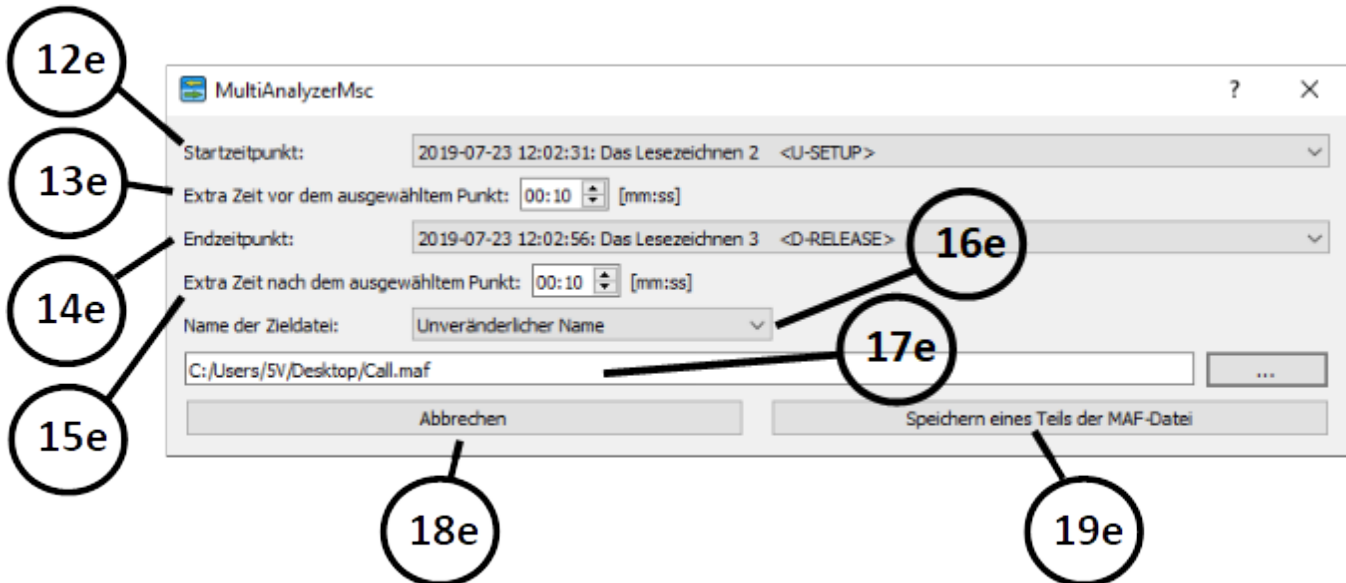 12e
MultiAnalyzerMsc ?
Startzeitpunkt: 2019-07-23 12:02:31: Das Lesezeichnen 2 <U-SETUP>
13e
Extra Zeit vor dem ausgewähltem Punkt: 00:10 [mm:ss]
Endzeitpunkt: 2019-07-23 12:02:56: Das Lesezeichnen 3 <D-RELEASE>
16e
14e
Extra Zeit nach dem ausgewähltem Punkt: 00:10 [mm:ss]
Name der Zieldatei: Unveränderlicher Name
17e
C:/Users/5V/Desktop/Call.maf ...
15e
Abbrechen Speichern eines Teils der MAF-Datei
18e 19e